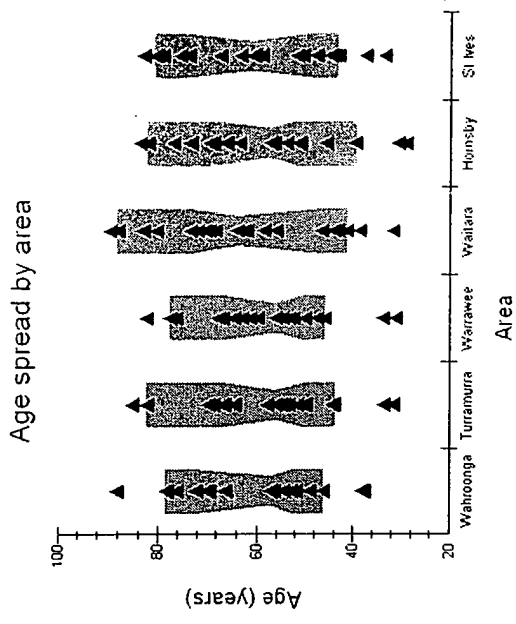 Age spread by area
Age (years)
100
80
60
40
20
Wahroonga
Turramurra
Warrawee
Waitara
Hornsby
St Ives
Area